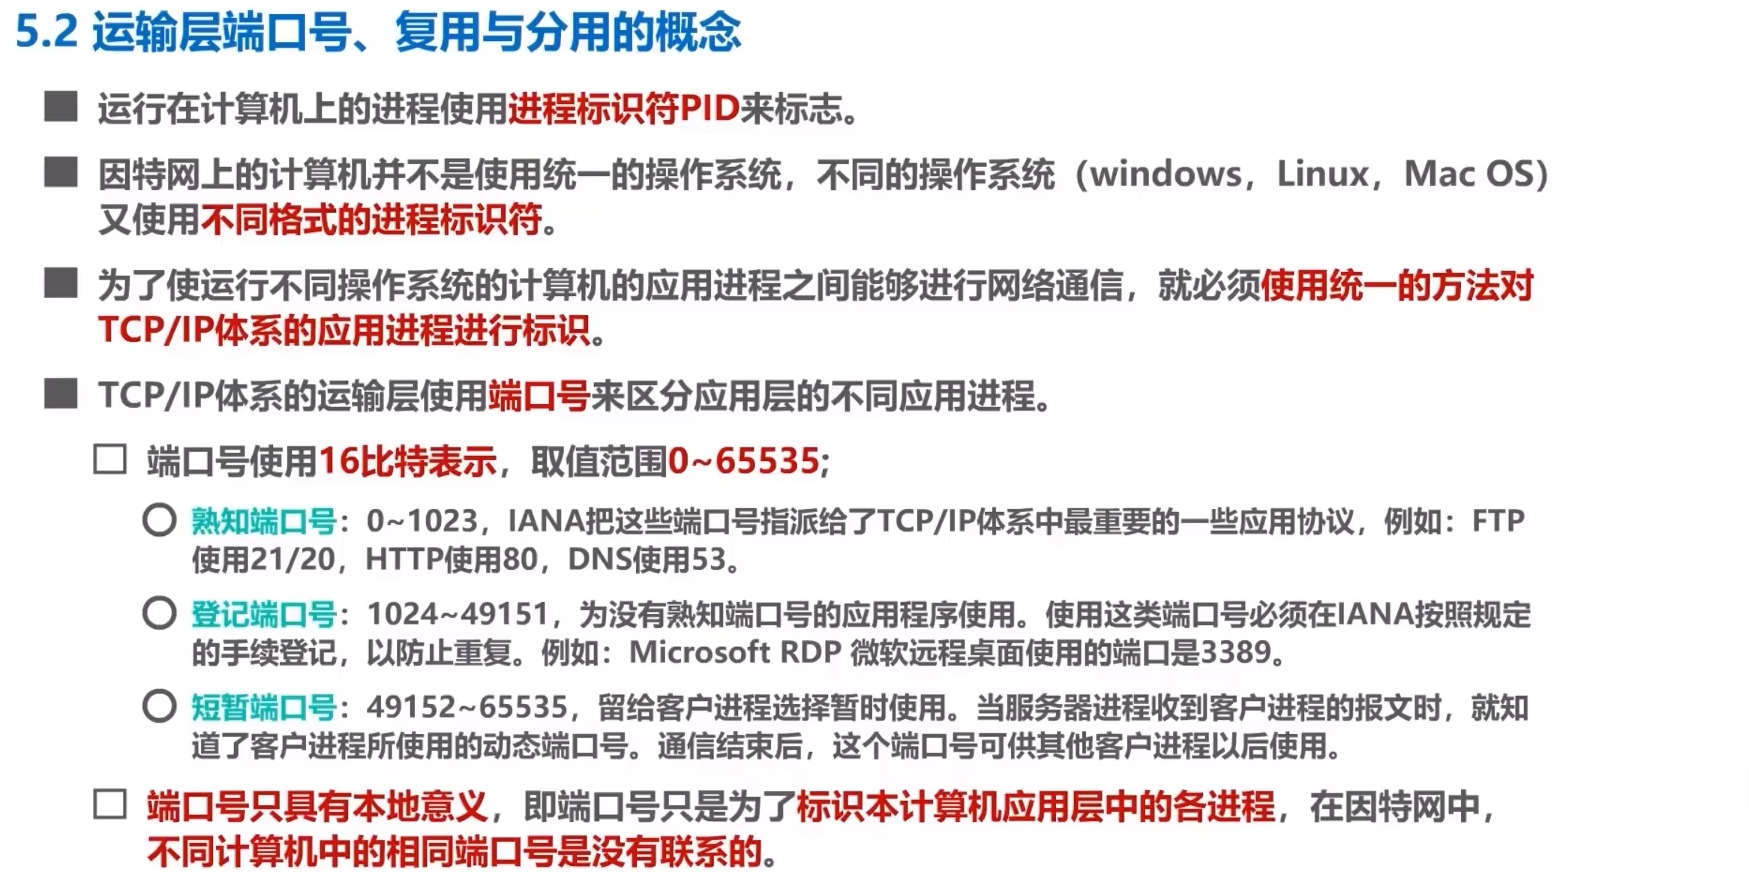 5.2 运输层端口号、复用与分用的概念
运行在计算机上的进程使用进程标识符PID来标志。
因特网上的计算机并不是使用统一的操作系统，不同的操作系统（windows，Linux，Mac OS）
又使用不同格式的进程标识符。
为了使运行不同操作系统的计算机的应用进程之间能够进行网络通信，就必须使用统一的方法对
TCP/IP体系的应用进程进行标识。
TCP/IP体系的运输层使用端口号来区分应用层的不同应用进程。
端口号使用16比特表示，取值范围0~65535；
熟知端口号：0~1023，IANA把这些端口号指派给了TCP/IP体系中最重要的一些应用协议，例如：FTP
使用21/20，HTTP使用80，DNS使用53。
登记端口号：1024~49151，为没有熟知端口号的应用程序使用。使用这类端口号必须在IANA按照规定
的手续登记，以防止重复。例如：Microsoft RDP 微软远程桌面使用的端口是3389。
短暂端口号：49152~65535，留给客户进程选择暂时使用。当服务器进程收到客户进程的报文时，就知
道了客户进程所使用的动态端口号。通信结束后，这个端口号可供其他客户进程以后使用。
端口号只具有本地意义，即端口号只是为了标识本计算机应用层中的各进程，在因特网中，
不同计算机中的相同端口号是没有联系的。